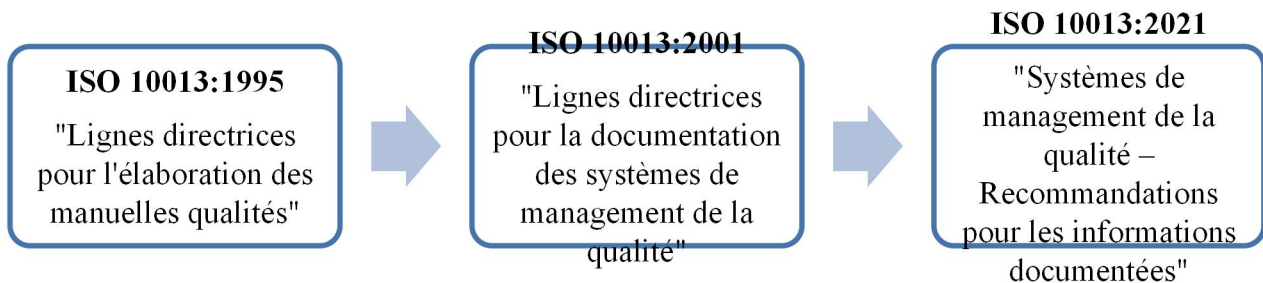 ISO 10013:1995
"Lignes directrices
pour l'élaboration des
manuelles qualités"
ISO 10013:2001
"Lignes directrices
pour la documentation
des systèmes de
management de la
qualité"
ISO 10013:2021
"Systèmes de
management de la
qualité –
Recommandations
pour les informations
documentées"